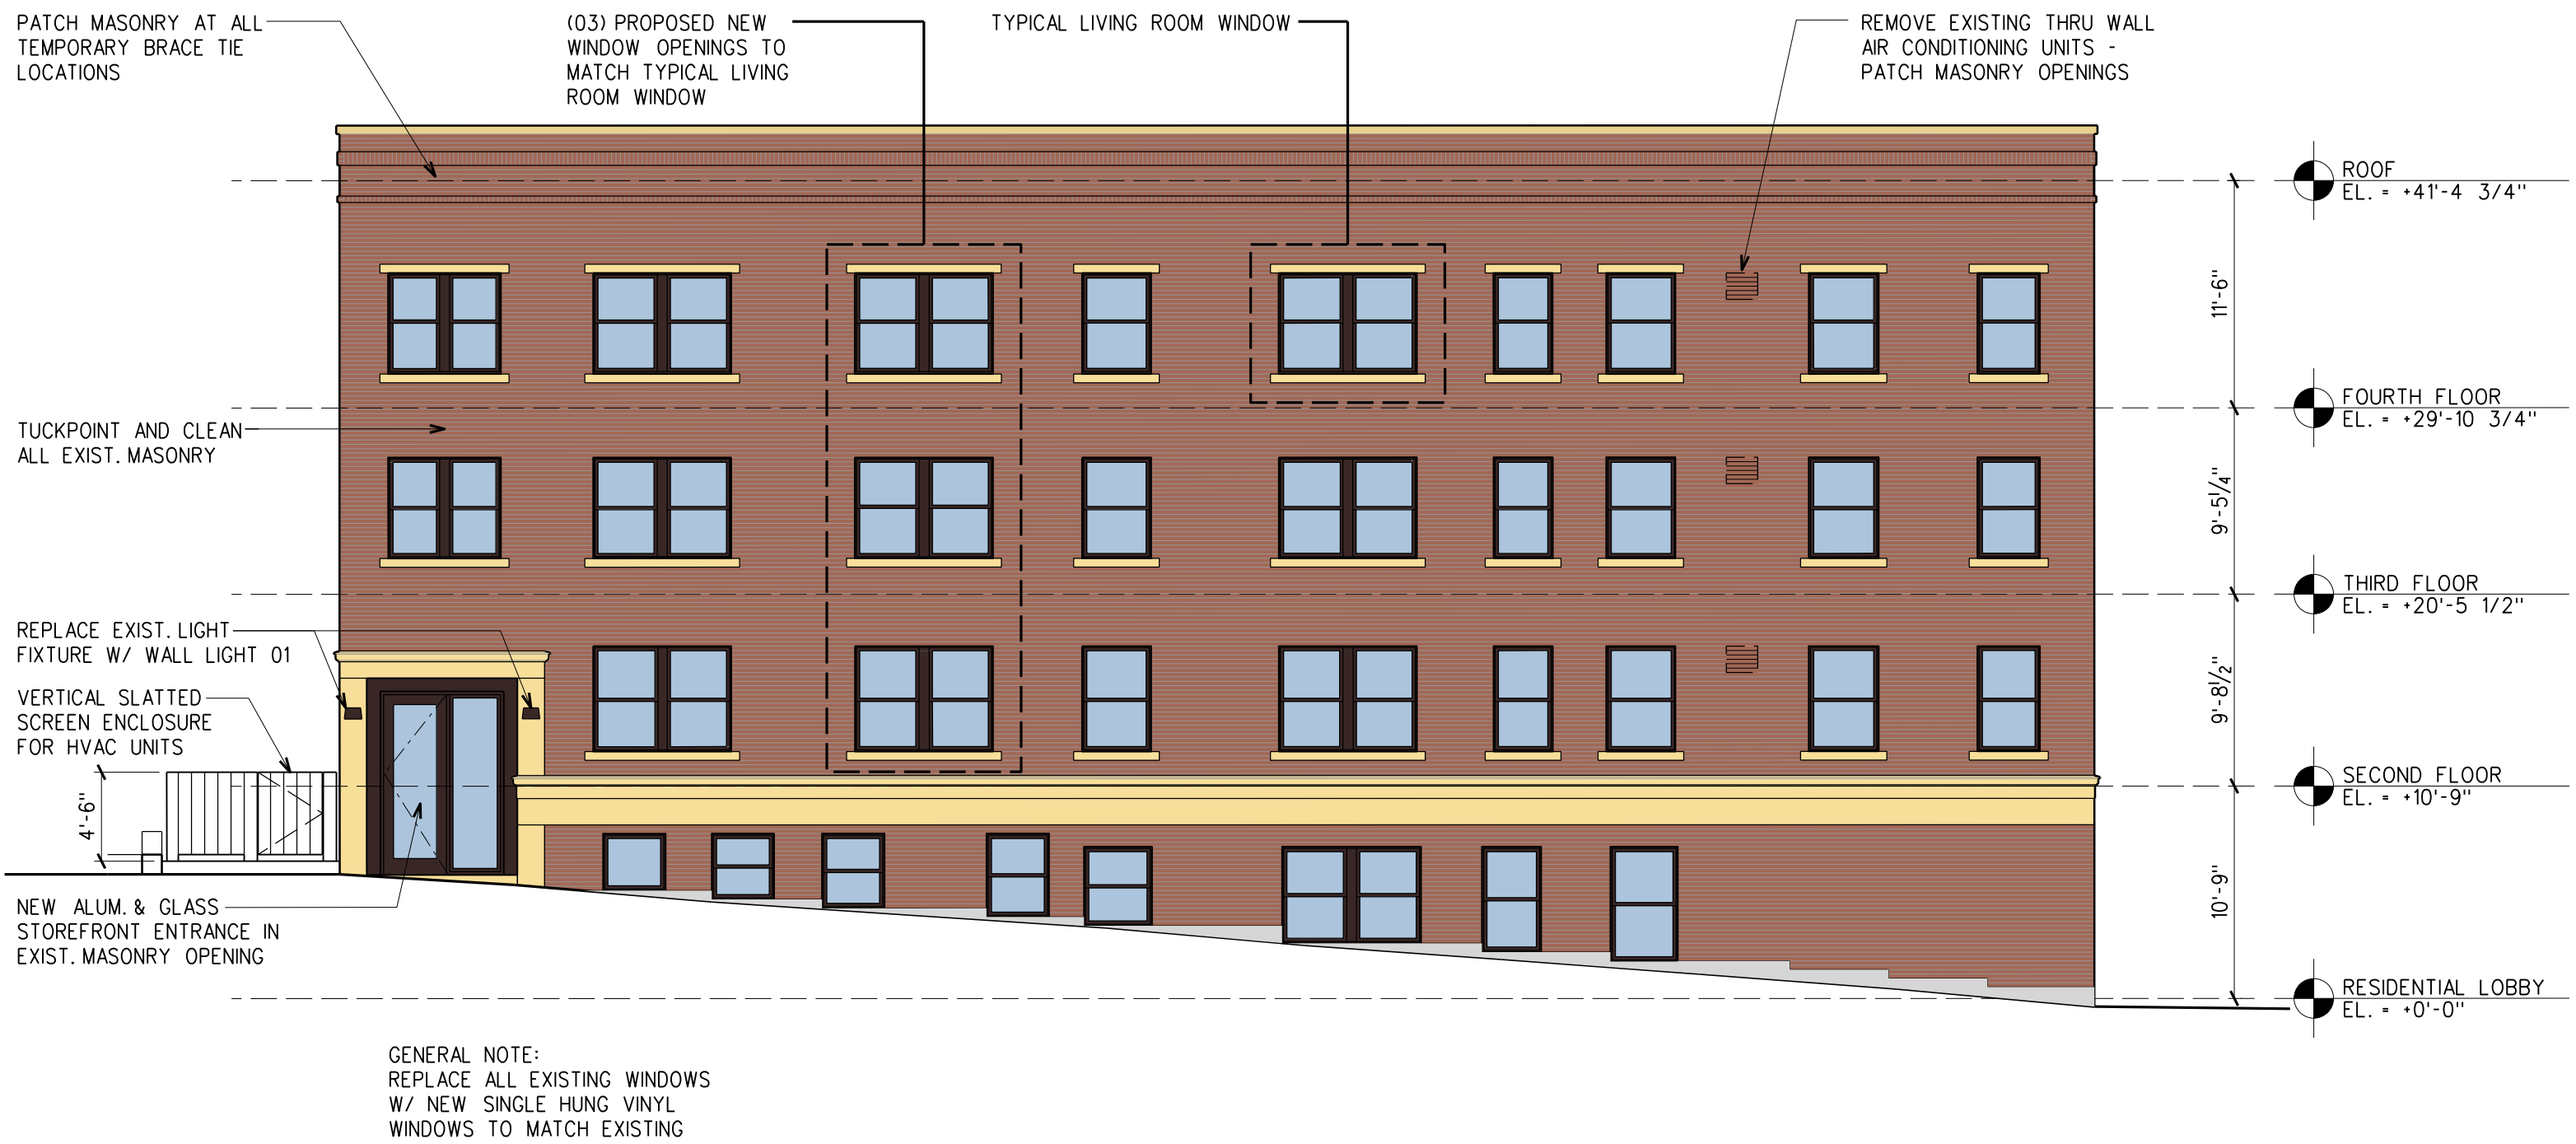 PATCH MASONRY AT ALL
TEMPORARY BRACE TIE
LOCATIONS
(03) PROPOSED NEW
WINDOW OPENINGS TO
MATCH TYPICAL LIVING
ROOM WINDOW
TYPICAL LIVING ROOM WINDOW
REMOVE EXISTING THRU WALL
AIR CONDITIONING UNITS -
PATCH MASONRY OPENINGS
ROOF
EL. = +41'-4 3/4"
11'-6"
FOURTH FLOOR
EL. = +29'-10 3/4"
TUCKPOINT AND CLEAN
ALL EXIST. MASONRY
9'-5 1/4"
THIRD FLOOR
EL. = +20'-5 1/2"
REPLACE EXIST. LIGHT
FIXTURE W/ WALL LIGHT 01
VERTICAL SLATTED
SCREEN ENCLOSURE
FOR HVAC UNITS
9'-8 1/2"
SECOND FLOOR
EL. = +10'-9"
4'-6"
NEW ALUM. & GLASS
STOREFRONT ENTRANCE IN
EXIST. MASONRY OPENING
10'-9"
RESIDENTIAL LOBBY
EL. = +0'-0"
GENERAL NOTE:
REPLACE ALL EXISTING WINDOWS
W/ NEW SINGLE HUNG VINYL
WINDOWS TO MATCH EXISTING